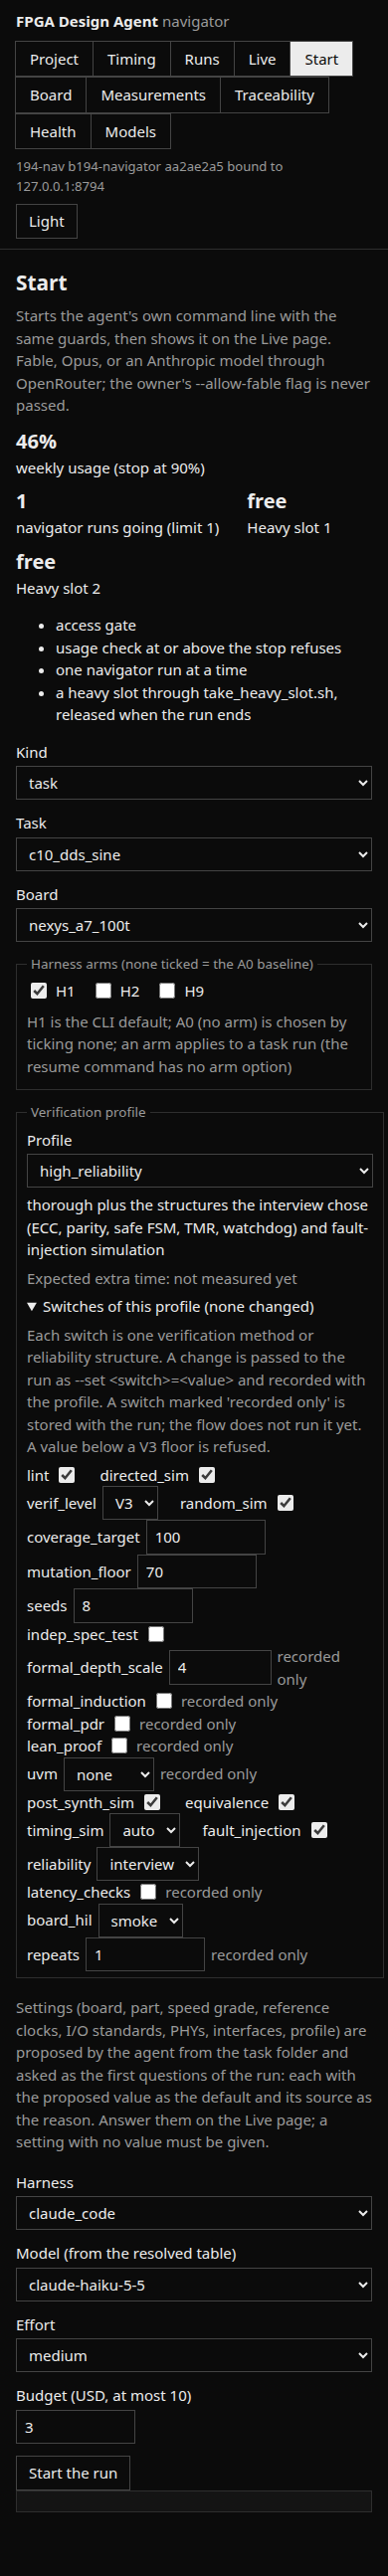 FPGA Design Agent navigator
Project Timing Runs Live Start
Board Measurements Traceability
Health Models
194-nav b194-navigator aa2ae2a5 bound to
127.0.0.1:8794
Light
Start
Starts the agent's own command line with the
same guards, then shows it on the Live page.
Fable, Opus, or an Anthropic model through
OpenRouter; the owner's --allow-fable flag is never
passed.
46%
weekly usage (stop at 90%)
1 free
navigator runs going (limit 1) Heavy slot 1
free
Heavy slot 2
• access gate
• usage check at or above the stop refuses
• one navigator run at a time
• a heavy slot through take_heavy_slot.sh,
released when the run ends
Kind
task
Task
c10_dds_sine
Board
nexys_a7_100t
Harness arms (none ticked = the A0 baseline)
H1 H2 H9
H1 is the CLI default; A0 (no arm) is chosen by
ticking none; an arm applies to a task run (the
resume command has no arm option)
Verification profile
Profile
high_reliability
thorough plus the structures the interview chose
(ECC, parity, safe FSM, TMR, watchdog) and fault-
injection simulation
Expected extra time: not measured yet
▼ Switches of this profile (none changed)
Each switch is one verification method or
reliability structure. A change is passed to the
run as --set <switch>=<value> and recorded with
the profile. A switch marked 'recorded only' is
stored with the run; the flow does not run it yet.
A value below a V3 floor is refused.
lint directed_sim
verif_level V3 random_sim
coverage_target 100
mutation_floor 70
seeds 8
indep_spec_test
formal_depth_scale 4 recorded
only
formal_induction recorded only
formal_pdr recorded only
lean_proof recorded only
uvm none recorded only
post_synth_sim equivalence
timing_sim auto fault_injection
reliability interview
latency_checks recorded only
board_hil smoke
repeats 1 recorded only
Settings (board, part, speed grade, reference
clocks, I/O standards, PHYs, interfaces, profile) are
proposed by the agent from the task folder and
asked as the first questions of the run: each with
the proposed value as the default and its source as
the reason. Answer them on the Live page; a
setting with no value must be given.
Harness
claude_code
Model (from the resolved table)
claude-haiku-5-5
Effort
medium
Budget (USD, at most 10)
3
Start the run